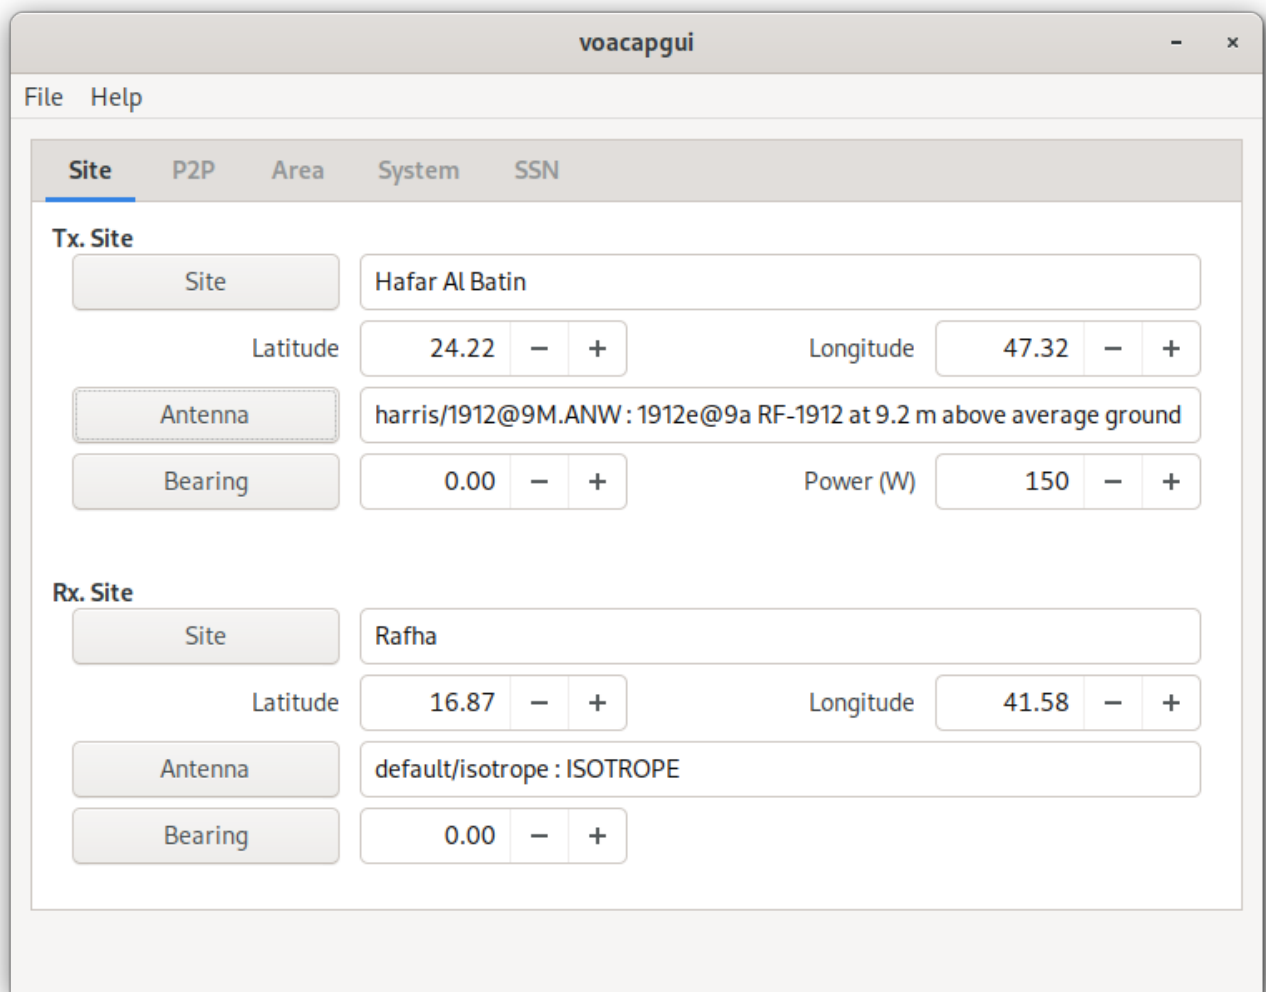 voacapgui
File Help
Site P2P Area System SSN
Tx. Site
Site Hafar Al Batin
Latitude 24.22 − + Longitude 47.32 − +
Antenna harris/1912@9M.ANW : 1912e@9a RF-1912 at 9.2 m above average ground
Bearing 0.00 − + Power (W) 150 − +
Rx. Site
Site Rafha
Latitude 16.87 − + Longitude 41.58 − +
Antenna default/isotrope : ISOTROPE
Bearing 0.00 − +